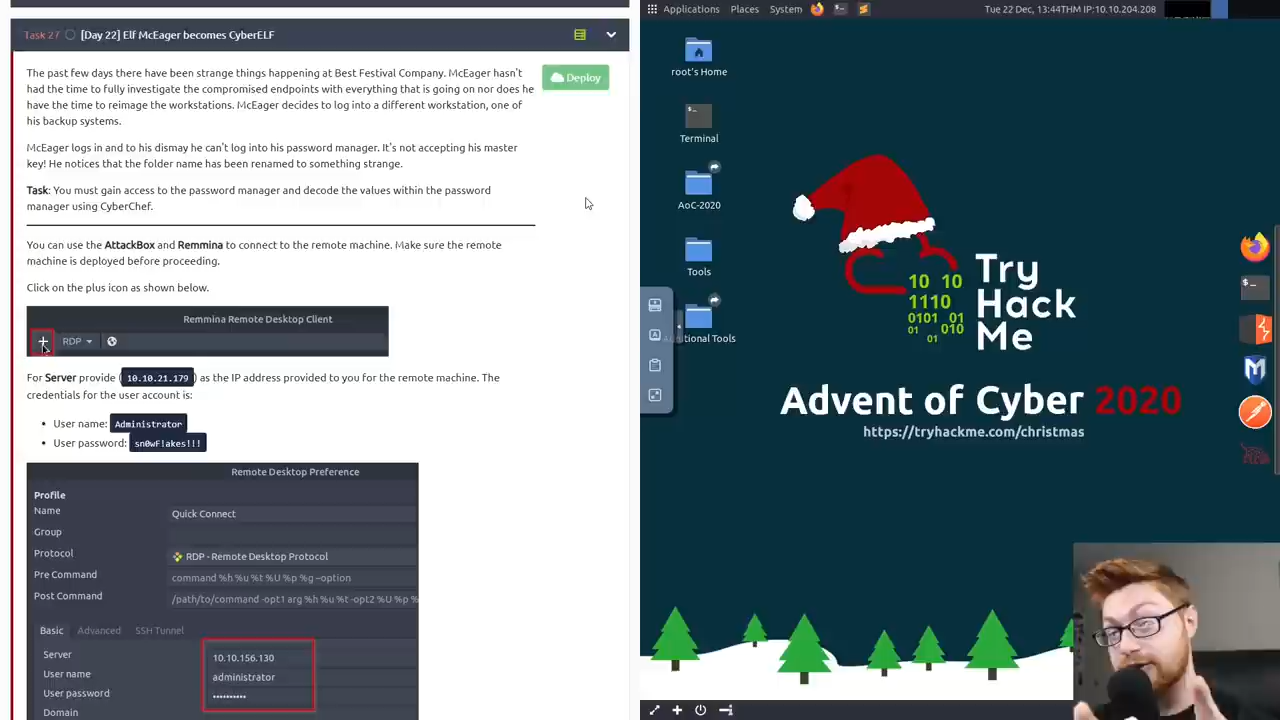 Task 27 [Day 22] Elf McEager becomes CyberELF
The past few days there have been strange things happening at Best Festival Company. McEager hasn't
had the time to fully investigate the compromised endpoints with everything that is going on nor does he
have the time to reimage the workstations. McEager decides to log into a different workstation, one of
his backup systems.
Deploy
McEager logs in and to his dismay he can't log into his password manager. It's not accepting his master
key! He notices that the folder name has been renamed to something strange.
Task: You must gain access to the password manager and decode the values within the password
manager using CyberChef.
You can use the AttackBox and Remmina to connect to the remote machine. Make sure the remote
machine is deployed before proceeding.
Click on the plus icon as shown below.
Remmina Remote Desktop Client
+ RDP
For Server provide ( 10.10.21.179 ) as the IP address provided to you for the remote machine. The
credentials for the user account is:
• User name: Administrator
• User password: sn0wF!akes!!!
Remote Desktop Preference
Profile
Name Quick Connect
Group
Protocol RDP - Remote Desktop Protocol
Pre Command command %h %u %t %U %p %g --option
Post Command /path/to/command -opt1 arg %h %u %t -opt2 %U %p %
Basic Advanced SSH Tunnel
Server 10.10.156.130
User name administrator
User password ••••••••••
Domain
Applications Places System Tue 22 Dec, 13:44 THM IP:10.10.204.208
root's Home
Terminal
AoC-2020
Tools
Additional Tools
10 10
1110
0101 01
01 010
01
Try
Hack
Me
Advent of Cyber 2020
https://tryhackme.com/christmas